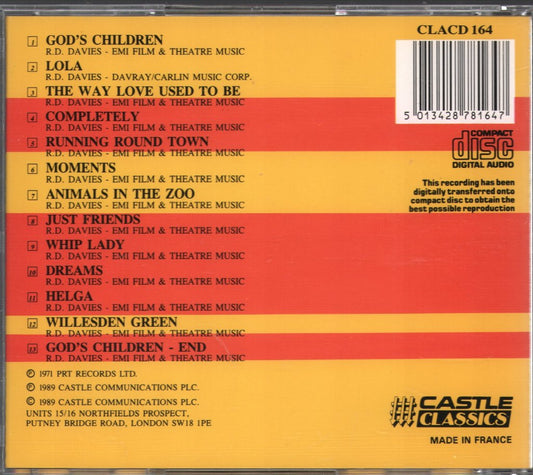 CLACD 164
1 GOD'S CHILDREN
R.D. DAVIES - EMI FILM & THEATRE MUSIC
2 LOLA
R.D. DAVIES - DAVRAY/CARLIN MUSIC CORP.
3 THE WAY LOVE USED TO BE
R.D. DAVIES - EMI FILM & THEATRE MUSIC
4 COMPLETELY
R.D. DAVIES - EMI FILM & THEATRE MUSIC
5 RUNNING ROUND TOWN
R.D. DAVIES - EMI FILM & THEATRE MUSIC
6 MOMENTS
R.D. DAVIES - EMI FILM & THEATRE MUSIC
7 ANIMALS IN THE ZOO
R.D. DAVIES - EMI FILM & THEATRE MUSIC
8 JUST FRIENDS
R.D. DAVIES - EMI FILM & THEATRE MUSIC
9 WHIP LADY
R.D. DAVIES - EMI FILM & THEATRE MUSIC
10 DREAMS
R.D. DAVIES - EMI FILM & THEATRE MUSIC
11 HELGA
R.D. DAVIES - EMI FILM & THEATRE MUSIC
12 WILLESDEN GREEN
R.D. DAVIES - EMI FILM & THEATRE MUSIC
13 GOD'S CHILDREN - END
R.D. DAVIES - EMI FILM & THEATRE MUSIC
℗ 1971 PRT RECORDS LTD.
℗ 1989 CASTLE COMMUNICATIONS PLC.
© 1989 CASTLE COMMUNICATIONS PLC.
UNITS 15/16 NORTHFIELDS PROSPECT,
PUTNEY BRIDGE ROAD, LONDON SW18 1PE
5 013428 781647
COMPACT
disc
DIGITAL AUDIO
This recording has been
digitally transferred onto
compact disc to obtain the
best possible reproduction
CASTLE
CLASSICS
MADE IN FRANCE